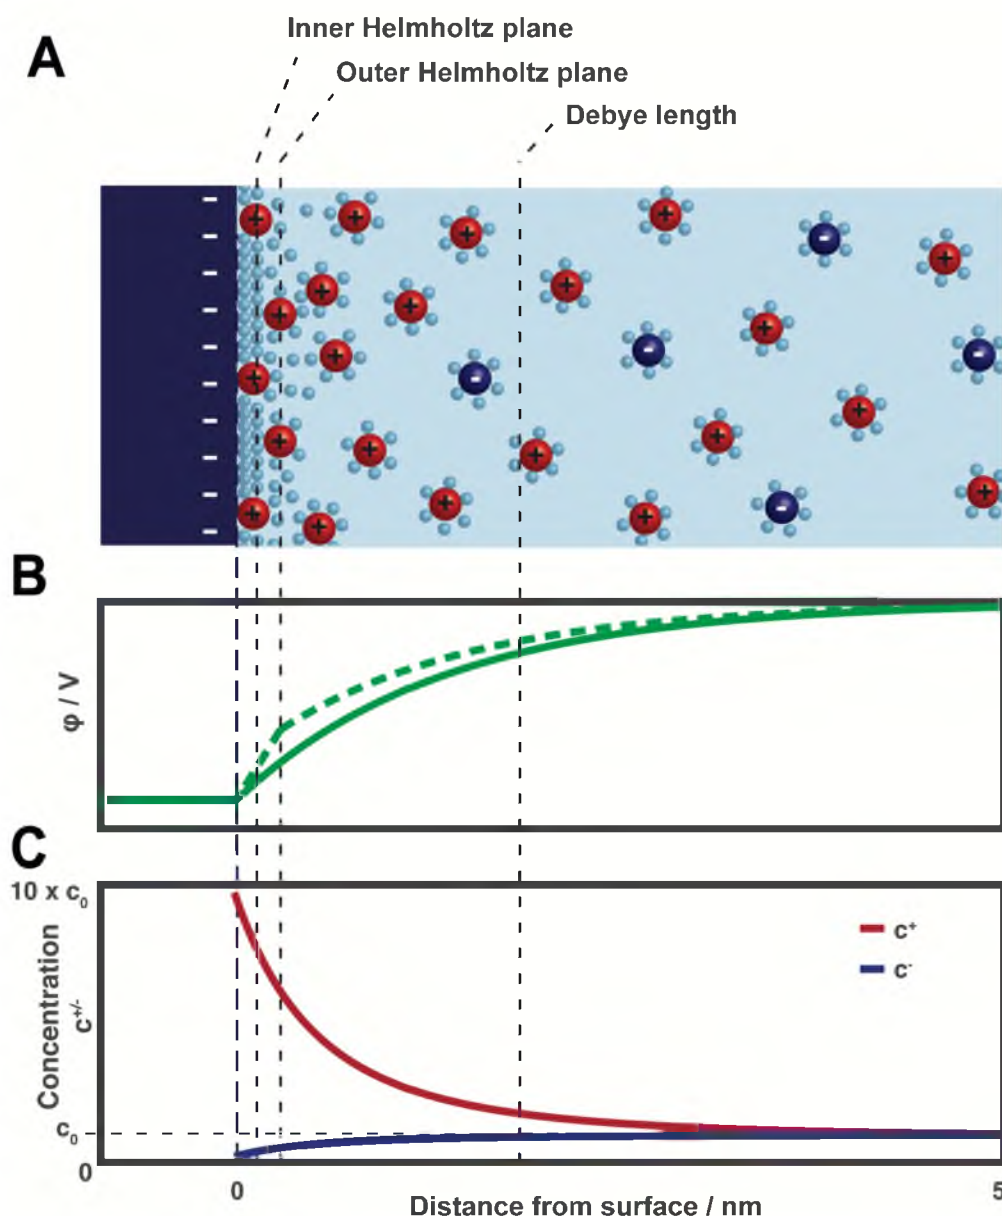 Inner Helmholtz plane
A
Outer Helmholtz plane
Debye length
B
φ / V
C
10 x c₀
Concentration
c⁺/⁻
c⁺
c⁻
c₀
0
0
5
Distance from surface / nm